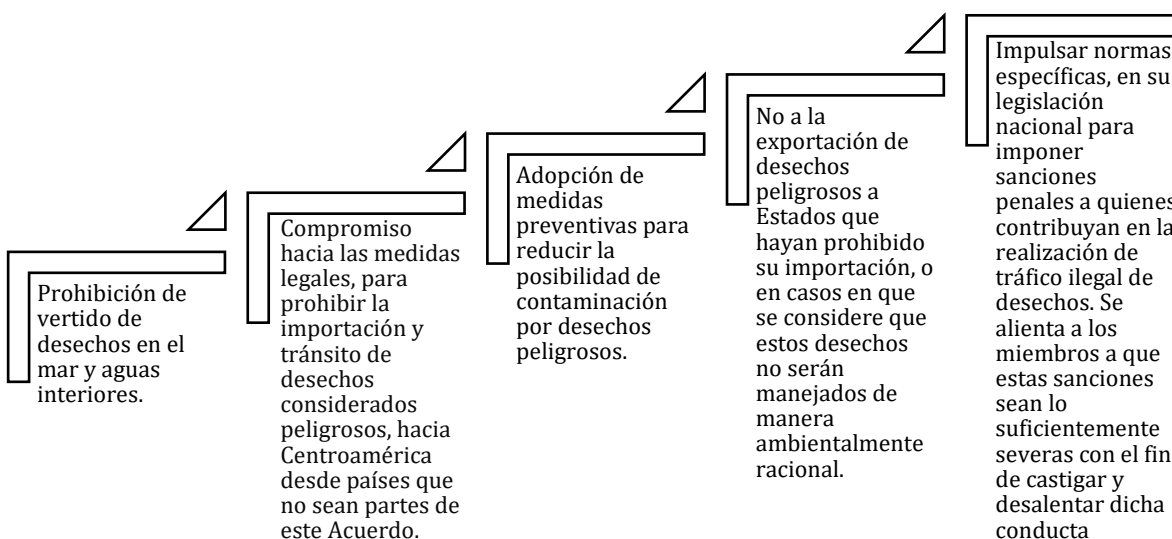 Prohibición de
vertido de
desechos en el
mar y aguas
interiores.
Compromiso
hacia las medidas
legales, para
prohibir la
importación y
tránsito de
desechos
considerados
peligrosos, hacia
Centroamérica
desde países que
no sean partes de
este Acuerdo.
Adopción de
medidas
preventivas para
reducir la
posibilidad de
contaminación
por desechos
peligrosos.
No a la
exportación de
desechos
peligrosos a
Estados que
hayan prohibido
su importación, o
en casos en que
se considere que
estos desechos
no serán
manejados de
manera
ambientalmente
racional.
Impulsar normas
específicas, en su
legislación
nacional para
imponer
sanciones
penales a quienes
contribuyan en la
realización de
tráfico ilegal de
desechos. Se
alienta a los
miembros a que
estas sanciones
sean lo
suficientemente
severas con el fin
de castigar y
desalentar dicha
conducta